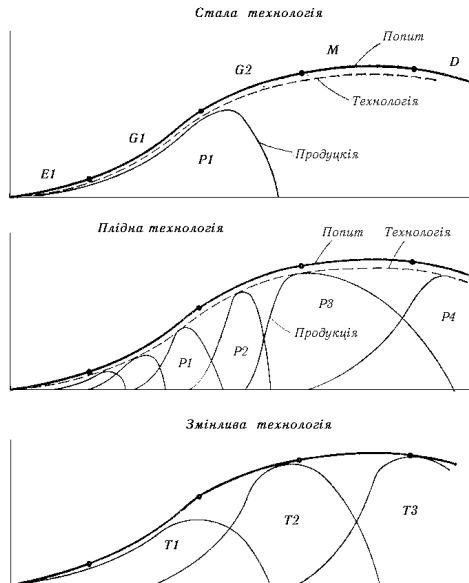 Стала технологія
M
Попит
D
G2
Технологія
G1
Продуцкія
P1
E1
Плідна технологія
Попит
Технологія
P3
P4
Продукція
P1
P2
Змінлива технологія
T3
T2
T1